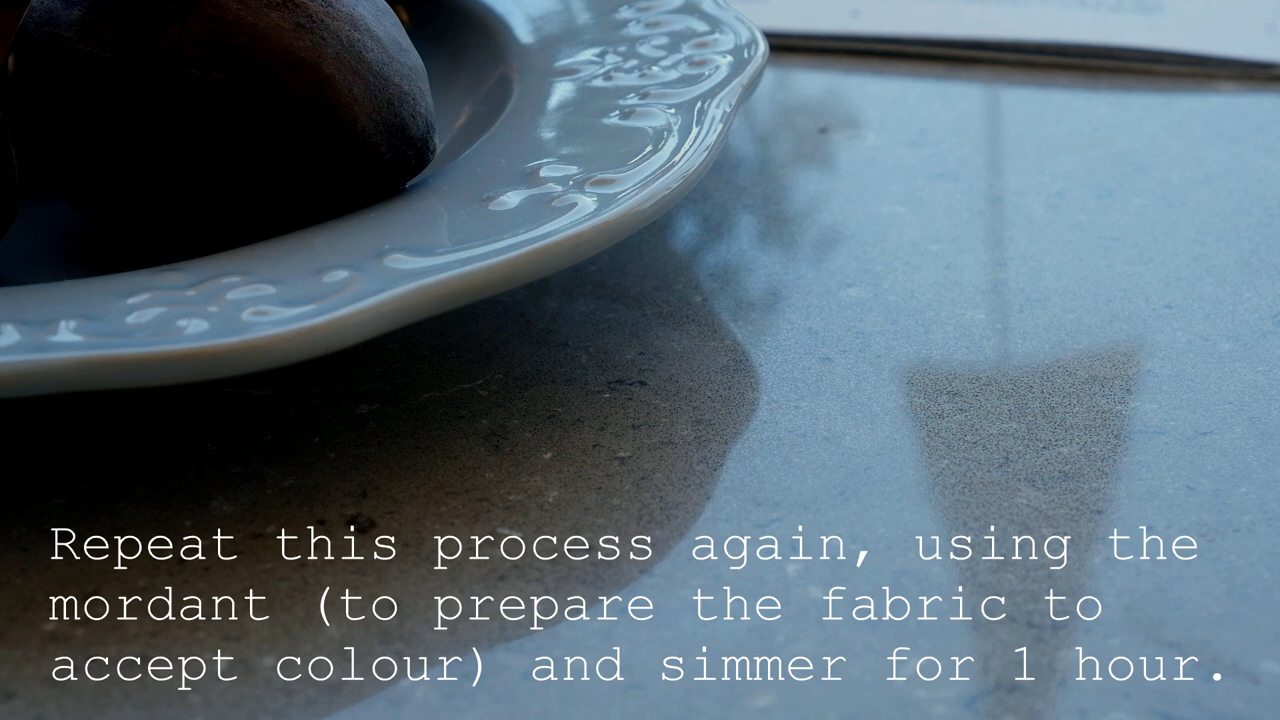 Repeat this process again, using the
mordant (to prepare the fabric to
accept colour) and simmer for 1 hour.